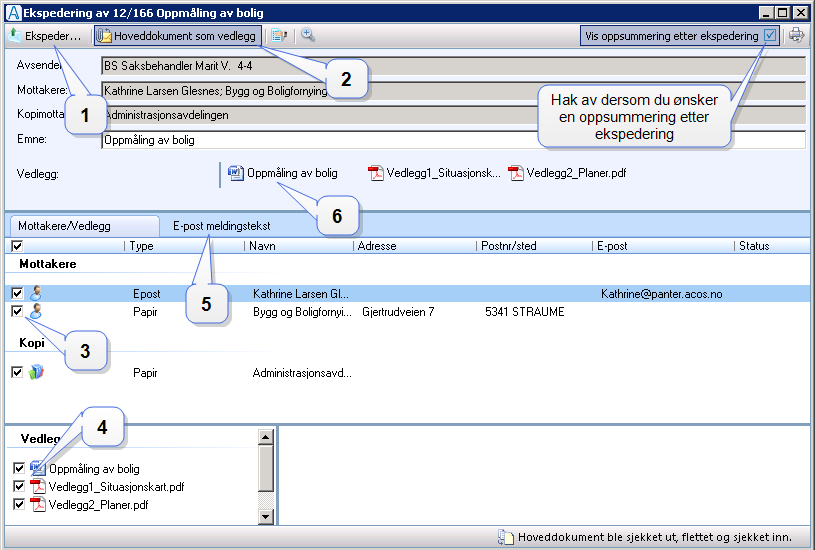 Ekspedering av 12/166 Oppmåling av bolig
Ekspeder... Hoveddokument som vedlegg Vis oppsummering etter ekspedering
Avsender BS Saksbehandler Marit V. 4-4
2
Mottakere: Kathrine Larsen Glesnes; Bygg og Boligfornying
1
Hak av dersom du ønsker
en oppsummering etter
ekspedering
Kopimotta Administrasjonsavdelingen
Emne: Oppmåling av bolig
Vedlegg: Oppmåling av bolig Vedlegg1_Situasjonsk... Vedlegg2_Planer.pdf
6
Mottakere/Vedlegg E-post meldingstekst
Type Navn Adresse Postnr/sted E-post Status
Mottakere
Epost Kathrine Larsen Gl... Kathrine@panter.acos.no
5
Papir Bygg og Boligfornyi... Gjertrudveien 7 5341 STRAUME
3
Kopi
Papir Administrasjonsavd...
4
Vedleg
Oppmåling av bolig
Vedlegg1_Situasjonskart.pdf
Vedlegg2_Planer.pdf
Hoveddokument ble sjekket ut, flettet og sjekket inn.